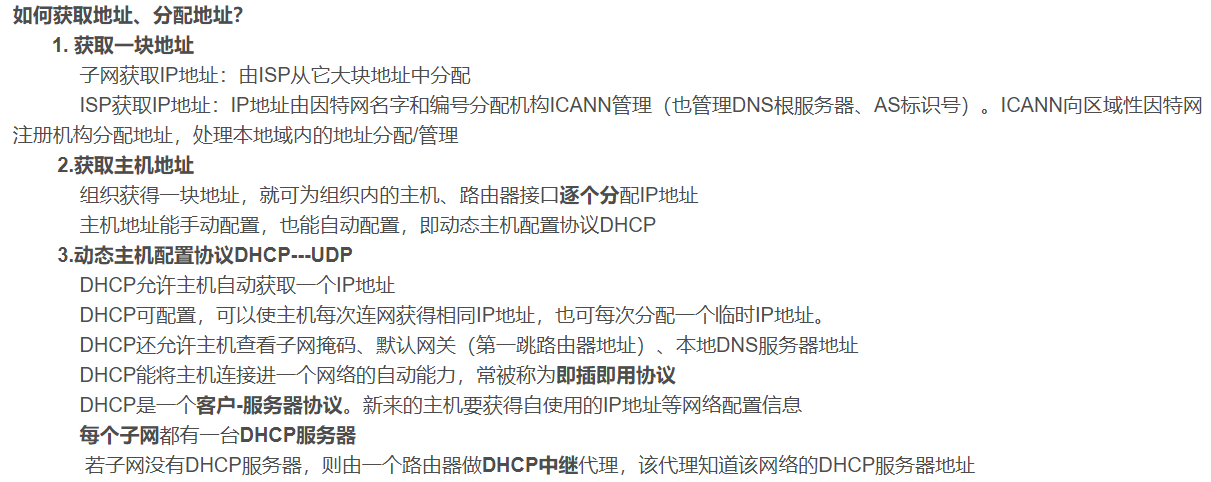 如何获取地址、分配地址?
1. 获取一块地址
子网获取IP地址：由ISP从它大块地址中分配
ISP获取IP地址：IP地址由因特网名字和编号分配机构ICANN管理（也管理DNS根服务器、AS标识号）。ICANN向区域性因特网
注册机构分配地址，处理本地域内的地址分配/管理
2.获取主机地址
组织获得一块地址，就可为组织内的主机、路由器接口逐个分配IP地址
主机地址能手动配置，也能自动配置，即动态主机配置协议DHCP
3.动态主机配置协议DHCP---UDP
DHCP允许主机自动获取一个IP地址
DHCP可配置，可以使主机每次连网获得相同IP地址，也可每次分配一个临时IP地址。
DHCP还允许主机查看子网掩码、默认网关（第一跳路由器地址）、本地DNS服务器地址
DHCP能将主机连接进一个网络的自动能力，常被称为即插即用协议
DHCP是一个客户-服务器协议。新来的主机要获得自使用的IP地址等网络配置信息
每个子网都有一台DHCP服务器
若子网没有DHCP服务器，则由一个路由器做DHCP中继代理，该代理知道该网络的DHCP服务器地址